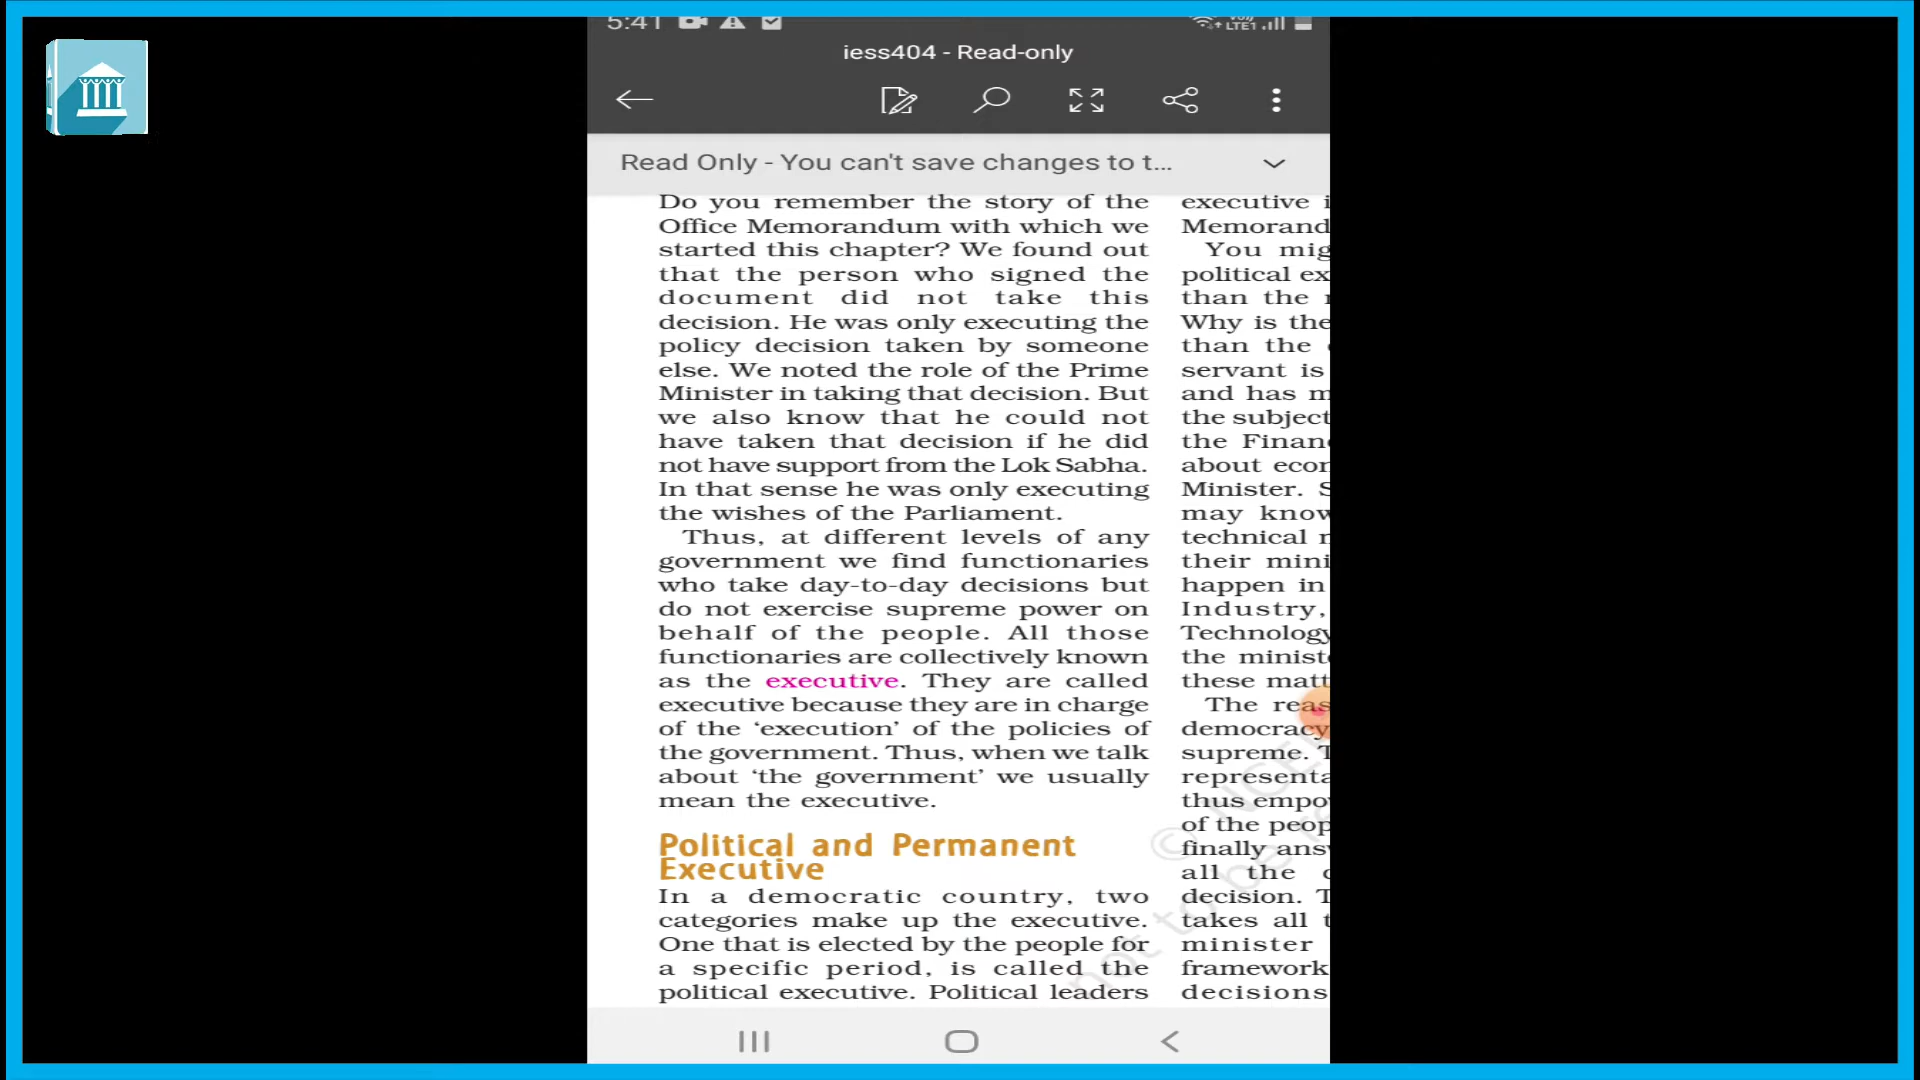 5:41
LTE1
iess404 - Read-only
Read Only - You can't save changes to t...
Do you remember the story of the
Office Memorandum with which we
started this chapter? We found out
that the person who signed the
document did not take this
decision. He was only executing the
policy decision taken by someone
else. We noted the role of the Prime
Minister in taking that decision. But
we also know that he could not
have taken that decision if he did
not have support from the Lok Sabha.
In that sense he was only executing
the wishes of the Parliament.
Thus, at different levels of any
government we find functionaries
who take day-to-day decisions but
do not exercise supreme power on
behalf of the people. All those
functionaries are collectively known
as the executive. They are called
executive because they are in charge
of the ‘execution’ of the policies of
the government. Thus, when we talk
about ‘the government’ we usually
mean the executive.
Political and Permanent
Executive
In a democratic country, two
categories make up the executive.
One that is elected by the people for
a specific period, is called the
political executive. Political leaders
executive
Memorand
You mig
political ex
than the
Why is the
than the
servant is
and has m
the subject
the Financ
about econ
Minister. S
may know
technical
their mini
happen in
Industry,
Technology
the ministe
these matt
The reas
democracy
supreme. T
representa
thus empo
of the peop
finally ans
all the
decision. T
takes all t
minister
framework
decisions
© NCE
not to be re